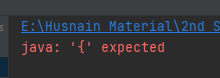 E:\Husnain Material\2nd S
java: '{' expected